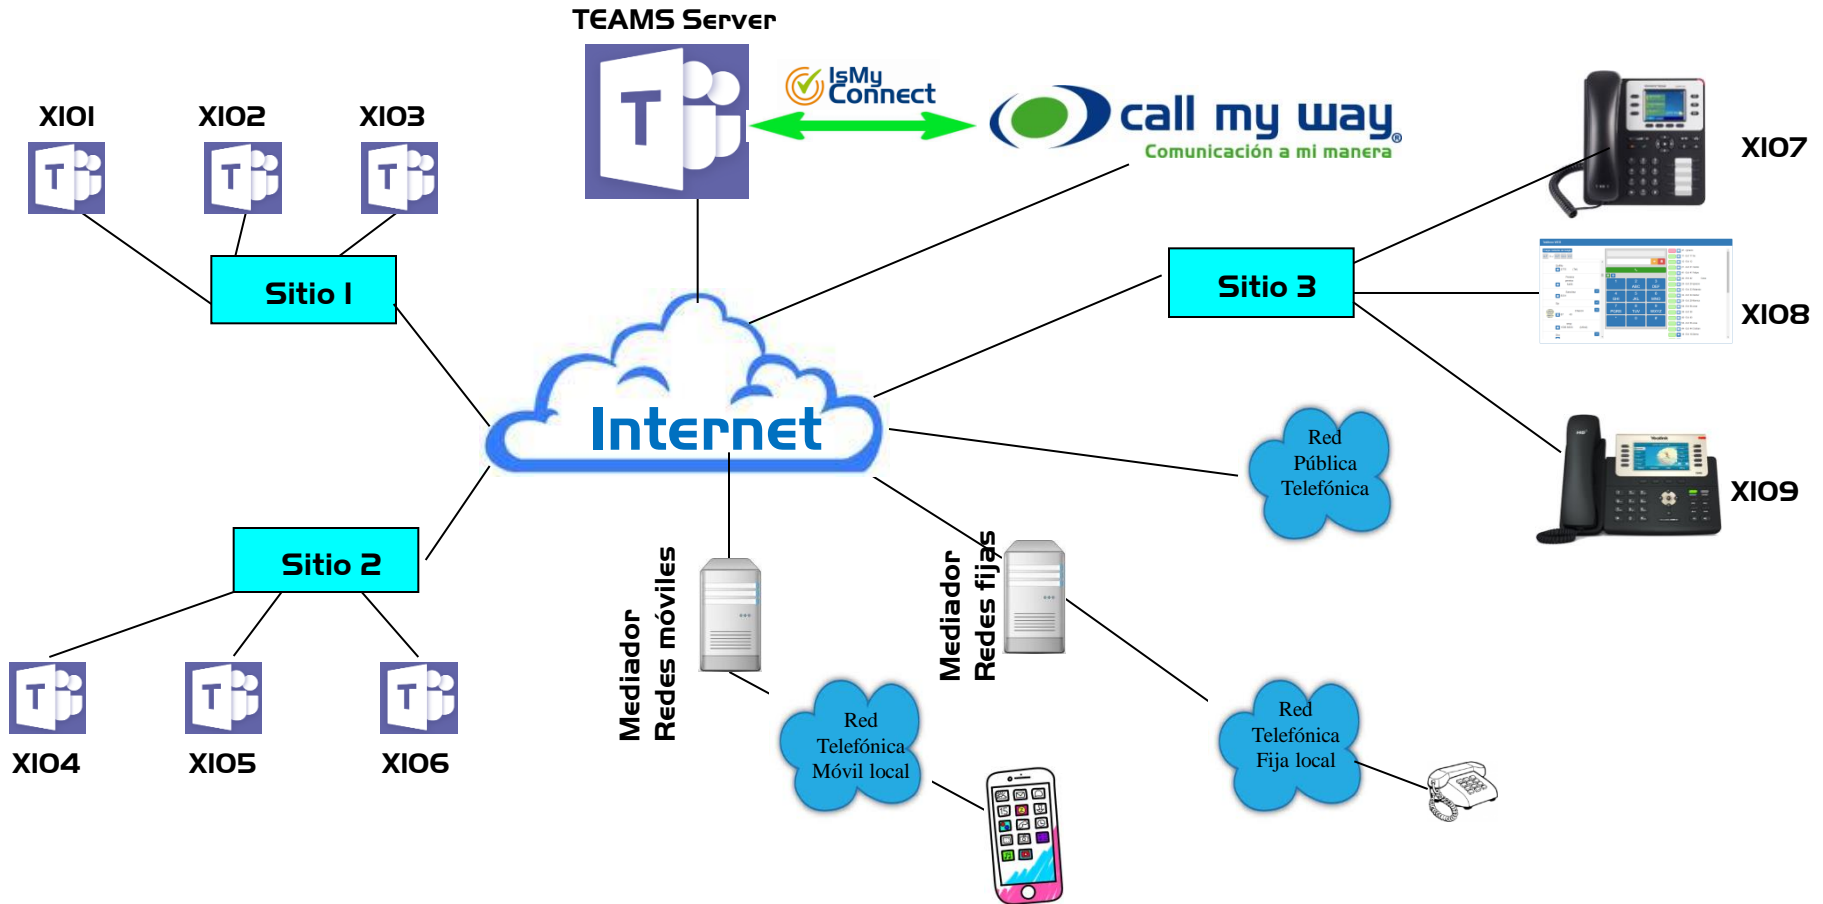 TEAMS Server
IsMy
Connect
call my way®
Comunicación a mi manera
X101
X102
X103
X107
Sitio 1
Sitio 3
X108
Internet
Red
Pública
Telefónica
X109
Sitio 2
Mediador
Redes móviles
Mediador
Redes fijas
X104
X105
X106
Red
Telefónica
Móvil local
Red
Telefónica
Fija local